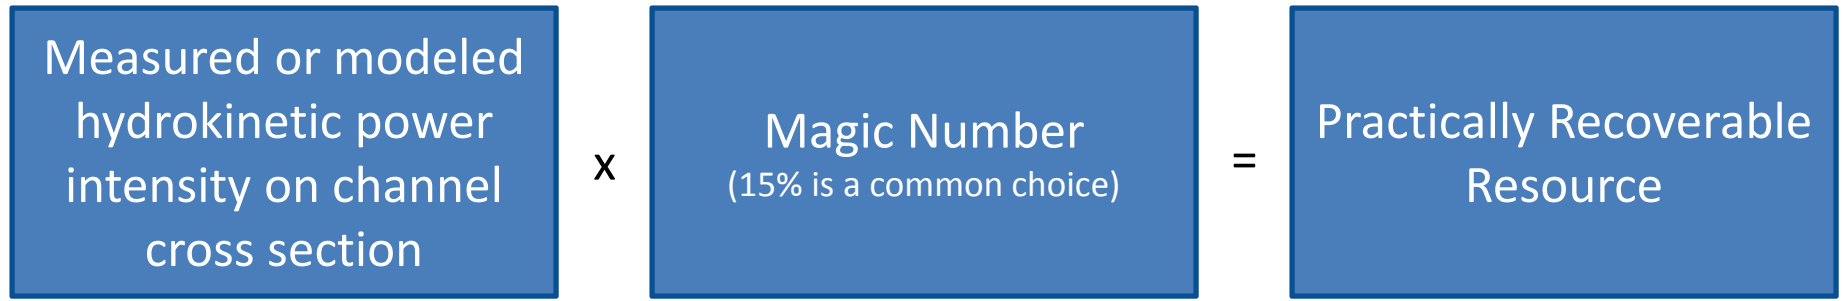 Measured or modeled
hydrokinetic power
intensity on channel
cross section
x
Magic Number
(15% is a common choice)
=
Practically Recoverable
Resource